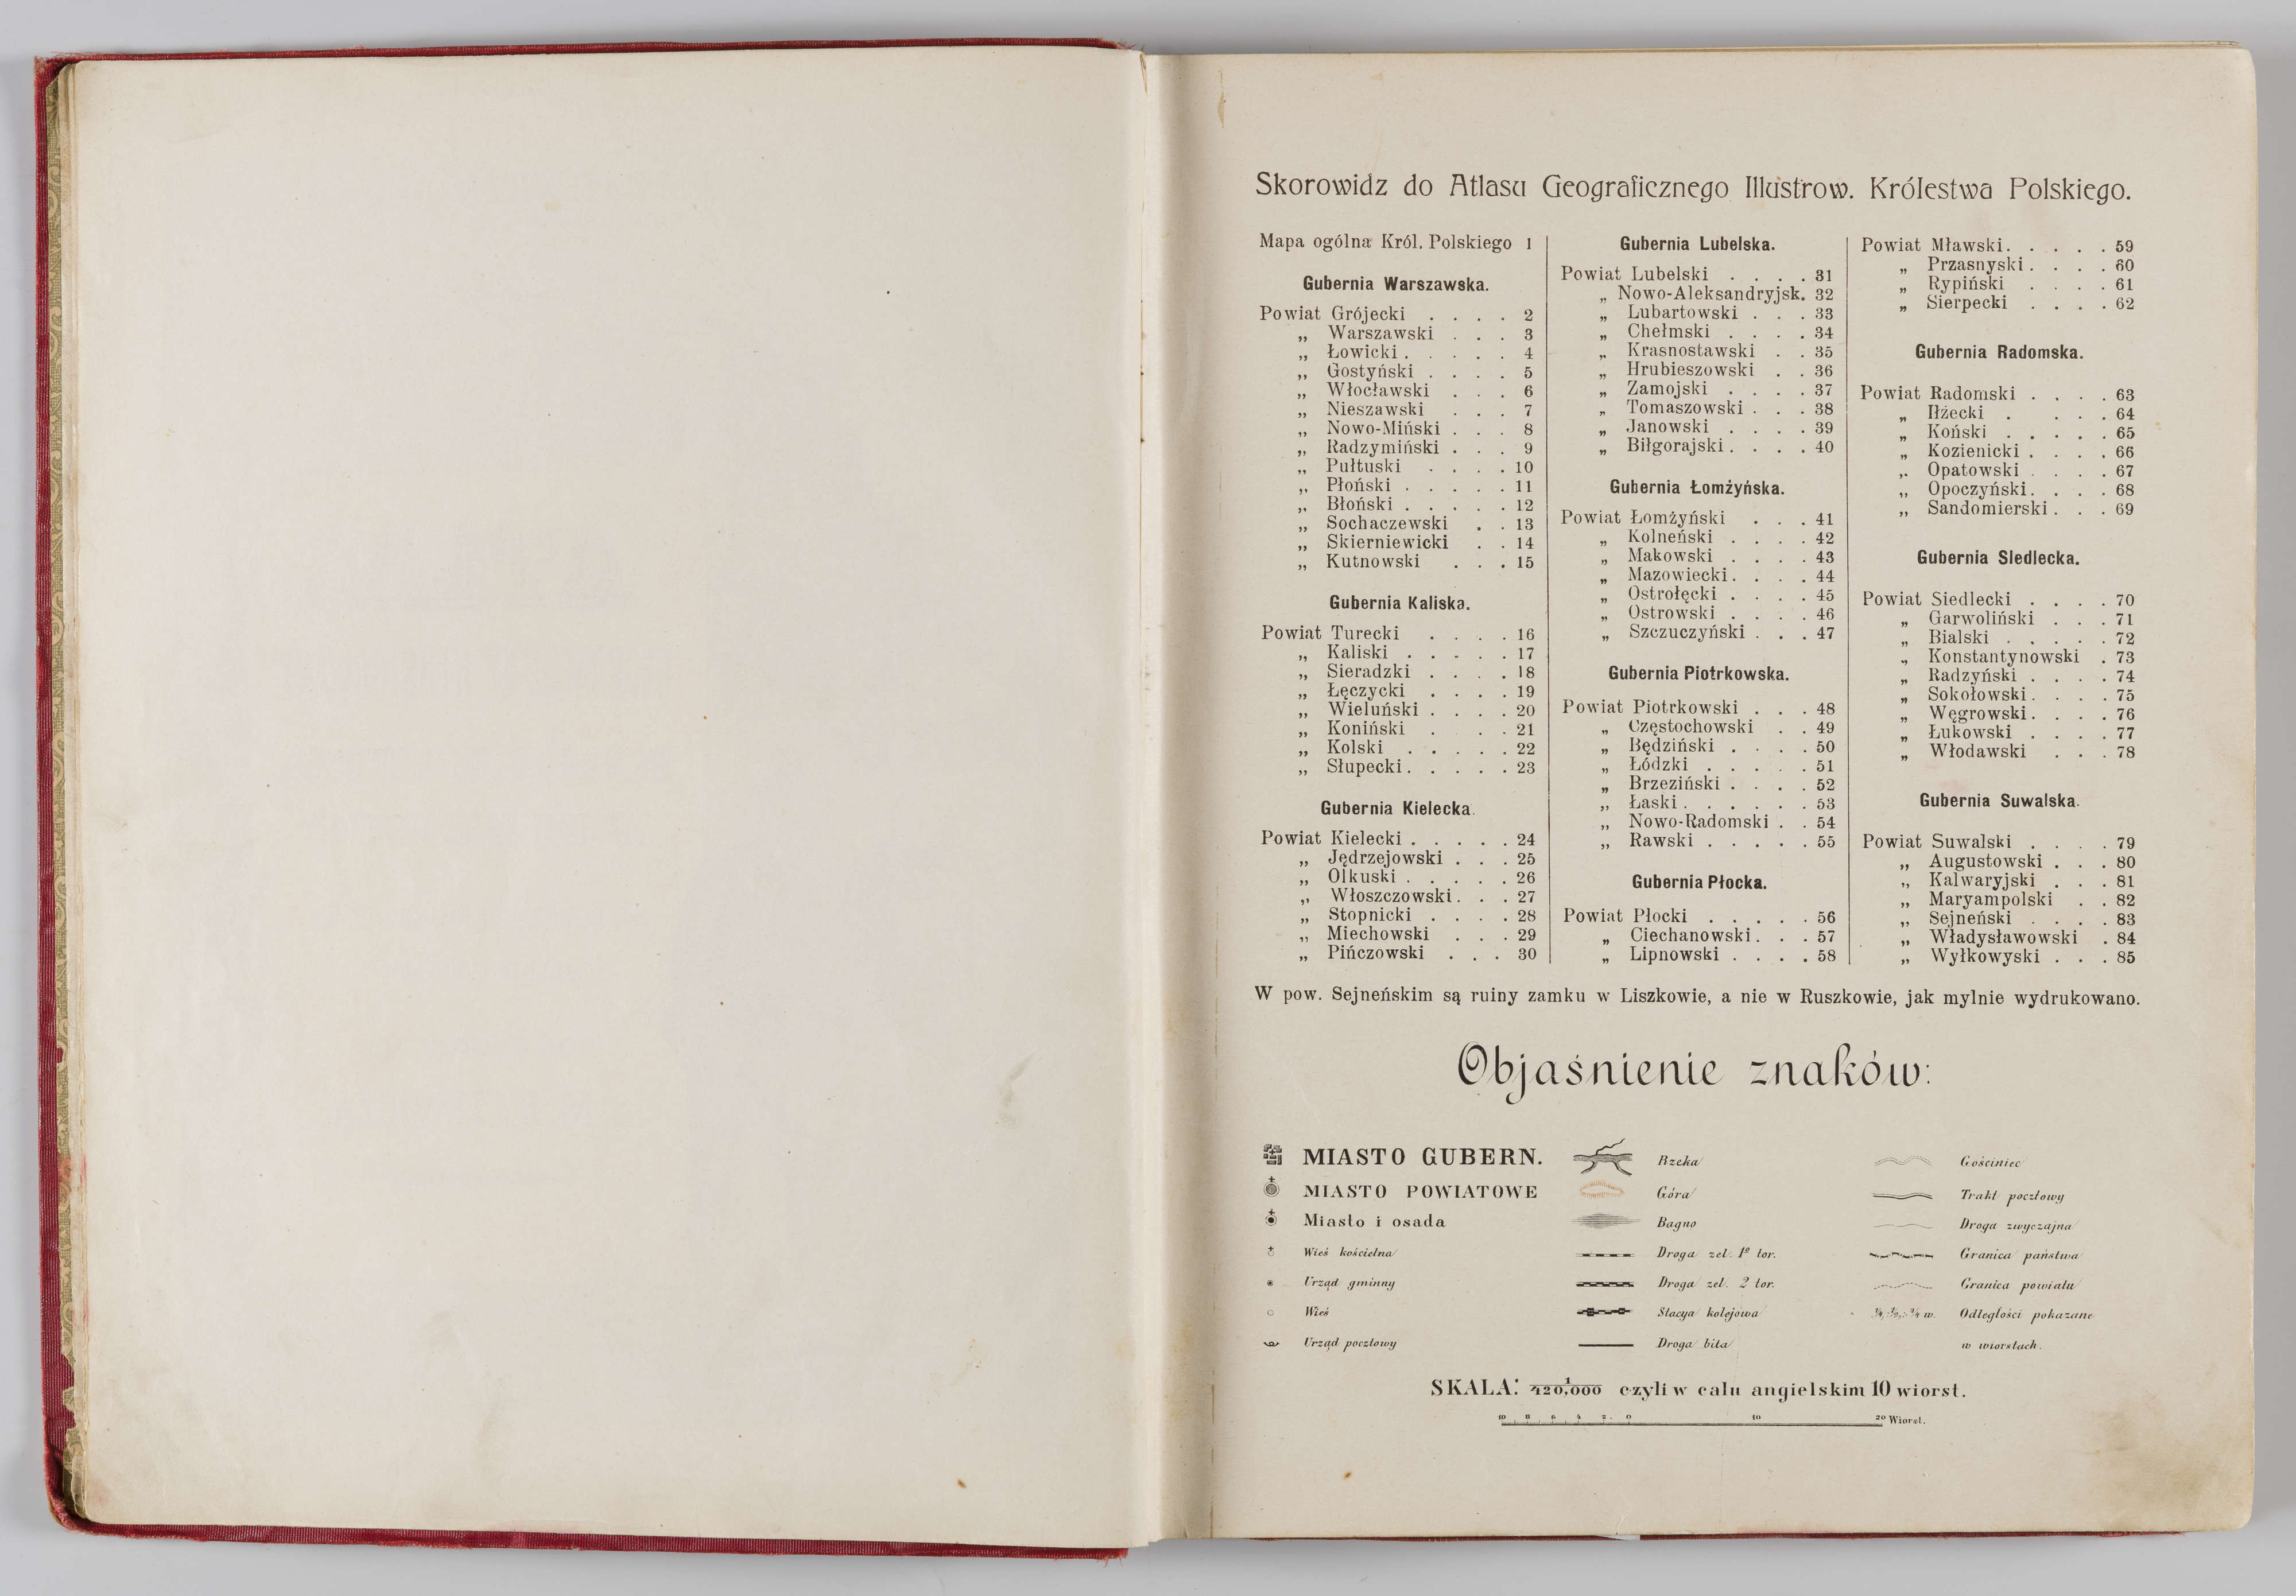 Skorowidz do Atlasu Geograficznego Illustrow. Królestwa Polskiego.
Mapa ogólna Król. Polskiego 1
Gubernia Warszawska.
Powiat Grójecki . . . . 2
„ Warszawski . . . 3
„ Łowicki . . . . . 4
„ Gostyński . . . . 5
„ Włocławski . . . 6
„ Nieszawski . . . 7
„ Nowo-Miński . . . 8
„ Radzymiński . . . 9
„ Pułtuski . . . . 10
„ Płoński . . . . . 11
„ Błoński . . . . . 12
„ Sochaczewski . . 13
„ Skierniewicki . . 14
„ Kutnowski . . . 15
Gubernia Kaliska.
Powiat Turecki . . . . 16
„ Kaliski . . . . . 17
„ Sieradzki . . . . 18
„ Łęczycki . . . . 19
„ Wieluński . . . . 20
„ Koniński . . . 21
„ Kolski . . . . . 22
„ Słupecki . . . . . 23
Gubernia Kielecka.
Powiat Kielecki . . . . . 24
„ Jędrzejowski . . . 25
„ Olkuski . . . . . 26
„ Włoszczowski . . . 27
„ Stopnicki . . . . 28
„ Miechowski . . . 29
„ Pińczowski . . . 30
Gubernia Lubelska.
Powiat Lubelski . . . . 31
„ Nowo-Aleksandryjsk. 32
„ Lubartowski . . . 33
„ Chełmski . . . . 34
„ Krasnostawski . . 35
„ Hrubieszowski . . 36
„ Zamojski . . . . 37
„ Tomaszowski . . . 38
„ Janowski . . . . 39
„ Biłgorajski . . . . 40
Gubernia Łomżyńska.
Powiat Łomżyński . . . 41
„ Kolneński . . . . 42
„ Makowski . . . . 43
„ Mazowiecki . . . . 44
„ Ostrołęcki . . . . 45
„ Ostrowski . . . . 46
„ Szczuczyński . . . 47
Gubernia Piotrkowska.
Powiat Piotrkowski . . . 48
„ Częstochowski . . 49
„ Będziński . . . . 50
„ Łódzki . . . . . 51
„ Brzeziński . . . . 52
„ Łaski . . . . . . 53
„ Nowo-Radomski . . 54
„ Rawski . . . . . 55
Gubernia Płocka.
Powiat Płocki . . . . . 56
„ Ciechanowski . . . 57
„ Lipnowski . . . . 58
Powiat Mławski . . . . . 59
„ Przasnyski . . . . 60
„ Rypiński . . . . 61
„ Sierpecki . . . . 62
Gubernia Radomska.
Powiat Radomski . . . . 63
„ Iłżecki . . . . 64
„ Koński . . . . . 65
„ Kozienicki . . . . 66
„ Opatowski . . . . 67
„ Opoczyński . . . . 68
„ Sandomierski . . . 69
Gubernia Siedlecka.
Powiat Siedlecki . . . . 70
„ Garwoliński . . . 71
„ Bialski . . . . . 72
„ Konstantynowski . 73
„ Radzyński . . . . 74
„ Sokołowski . . . . 75
„ Węgrowski . . . . 76
„ Łukowski . . . . 77
„ Włodawski . . . 78
Gubernia Suwalska.
Powiat Suwalski . . . . 79
„ Augustowski . . . 80
„ Kalwaryjski . . . 81
„ Maryampolski . . 82
„ Sejneński . . . . 83
„ Władysławowski . 84
„ Wyłkowyski . . . 85
W pow. Sejneńskim są ruiny zamku w Liszkowie, a nie w Ruszkowie, jak mylnie wydrukowano.
Objaśnienie znaków:
MIASTO GUBERN.
MIASTO POWIATOWE
Miasto i osada
Wieś kościelna
Urząd gminny
Wieś
Urząd pocztowy
Rzeka
Góra
Bagno
Droga żel. 1º tor.
Droga żel. 2 tor.
Stacya kolejowa
Droga bita
Gościniec
Trakt pocztowy
Droga zwyczajna
Granica państwa
Granica powiatu
Odległości pokazane
w wiorstach.
SKALA: 1/420,000 czyli w calu angielskim 10 wiorst.
10 8 6 4 2 0 10 20 Wiorst.